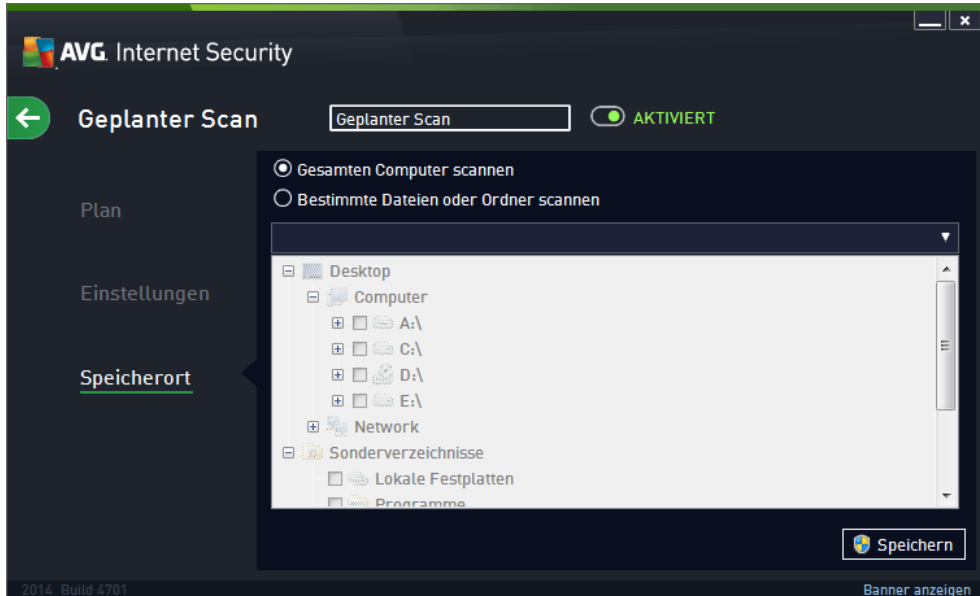 AVG. Internet Security
Geplanter Scan
Geplanter Scan
AKTIVIERT
Plan
Einstellungen
Speicherort
Gesamten Computer scannen
Bestimmte Dateien oder Ordner scannen
Desktop
Computer
A:\
C:\
D:\
E:\
Network
Sonderverzeichnisse
Lokale Festplatten
Programme
Speichern
2014 Build 4701
Banner anzeigen